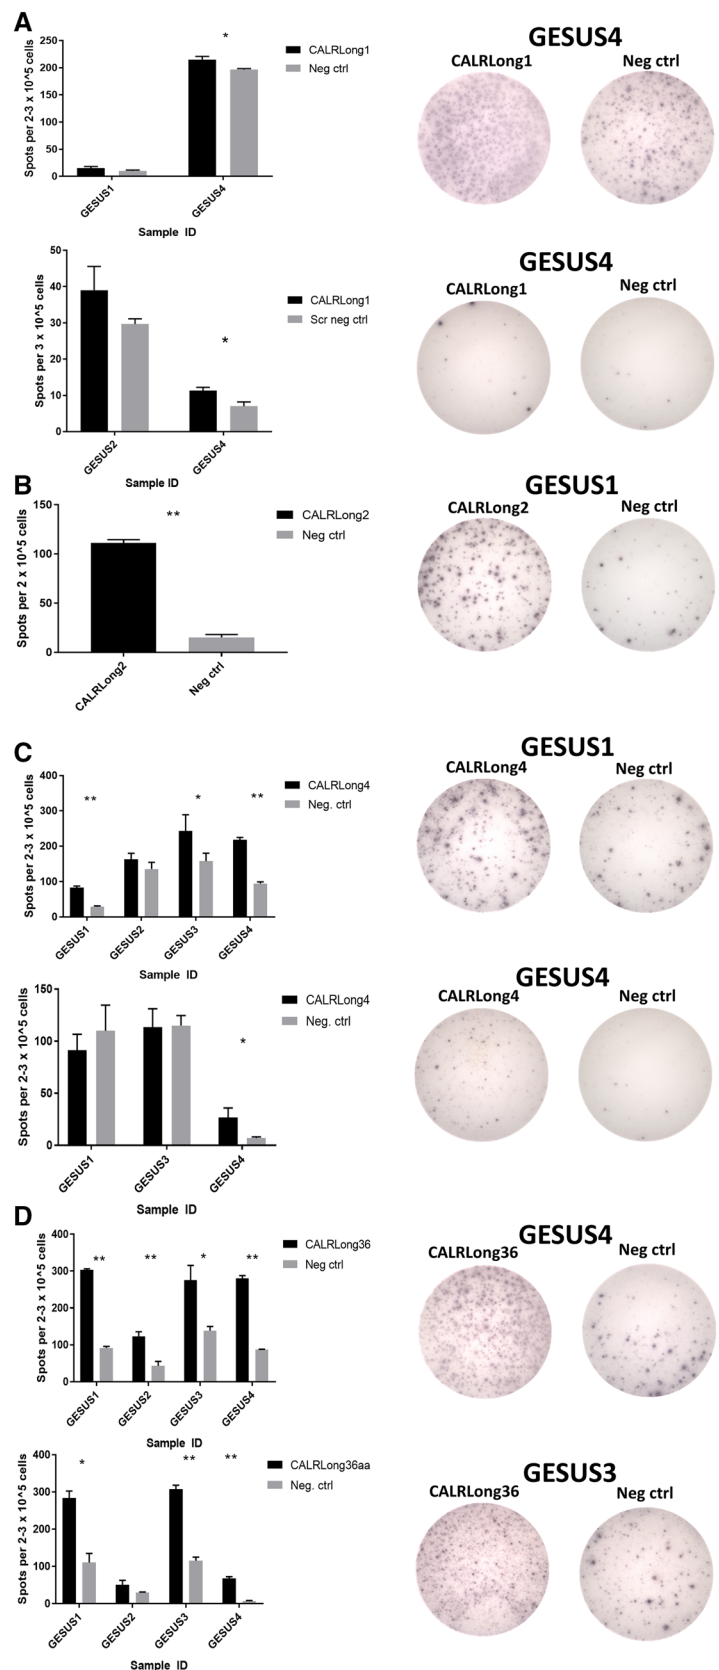 A
250
200
150
100
50
0
Spots per 2-3 x 10^5 cells
*
GESUS1
GESUS4
Sample ID
CALRLong1
Neg ctrl
GESUS4
CALRLong1
Neg ctrl
50
40
30
20
10
0
Spots per 3 x 10^5 cells
*
GESUS2
GESUS4
Sample ID
CALRLong1
Scr neg ctrl
GESUS4
CALRLong1
Neg ctrl
B
150
100
50
0
Spots per 2 x 10^5 cells
**
CALRLong2
Neg ctrl
CALRLong2
Neg ctrl
GESUS1
CALRLong2
Neg ctrl
C
400
300
200
100
0
Spots per 2-3 x 10^5 cells
**
*
**
GESUS1
GESUS2
GESUS3
GESUS4
Sample ID
CALRLong4
Neg. ctrl
GESUS1
CALRLong4
Neg ctrl
150
100
50
0
Spots per 2-3 x 10^5 cells
*
GESUS1
GESUS3
GESUS4
Sample ID
CALRLong4
Neg. ctrl
GESUS4
CALRLong4
Neg ctrl
D
400
300
200
100
0
Spots per 2-3 x 10^5 cells
**
**
*
**
GESUS1
GESUS2
GESUS3
GESUS4
Sample ID
CALRLong36
Neg ctrl
GESUS4
CALRLong36
Neg ctrl
400
300
200
100
0
Spots per 2-3 x 10^5 cells
*
**
**
GESUS1
GESUS2
GESUS3
GESUS4
Sample ID
CALRLong36aa
Neg. ctrl
GESUS3
CALRLong36
Neg ctrl